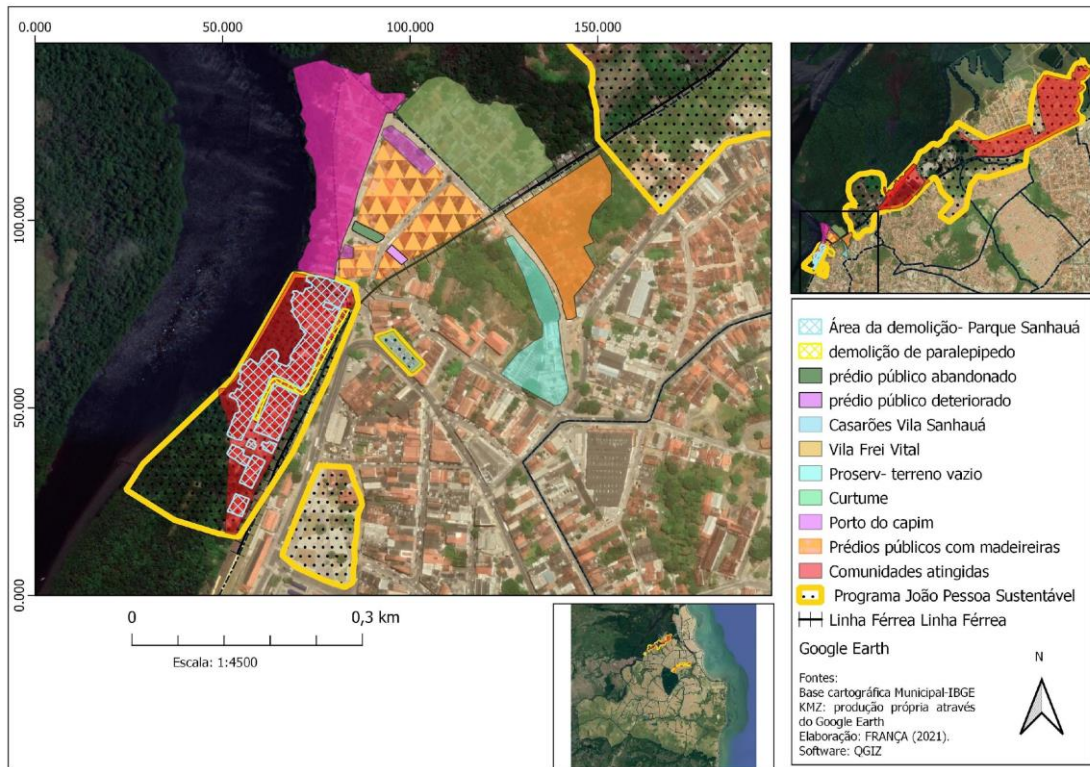 0.000
50.000
100.000
150.000
100.000
50.000
0.000
0
0,3 km
Escala: 1:4500
Área da demolição- Parque Sanhauá
demolição de paralepipedo
prédio público abandonado
prédio público deteriorado
Casarões Vila Sanhauá
Vila Frei Vital
Proserv- terreno vazio
Curtume
Porto do capim
Prédios públicos com madeireiras
Comunidades atingidas
Programa João Pessoa Sustentável
Linha Férrea Linha Férrea
Google Earth
N
Fontes:
Base cartográfica Municipal-IBGE
KMZ: produção própria através
do Google Earth
Elaboração: FRANÇA (2021).
Software: QGIZ